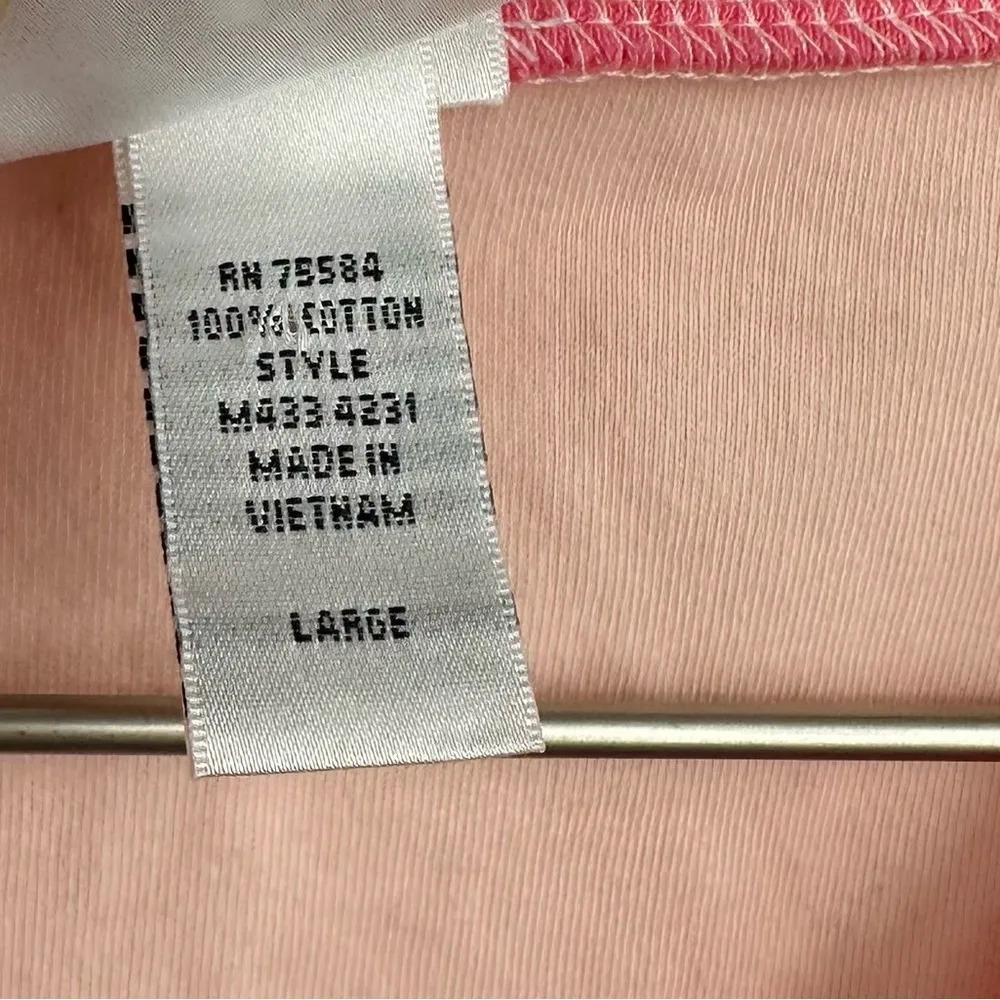 RN 79584
100% COTTON
STYLE
M433.4231
MADE IN
VIETNAM
LARGE